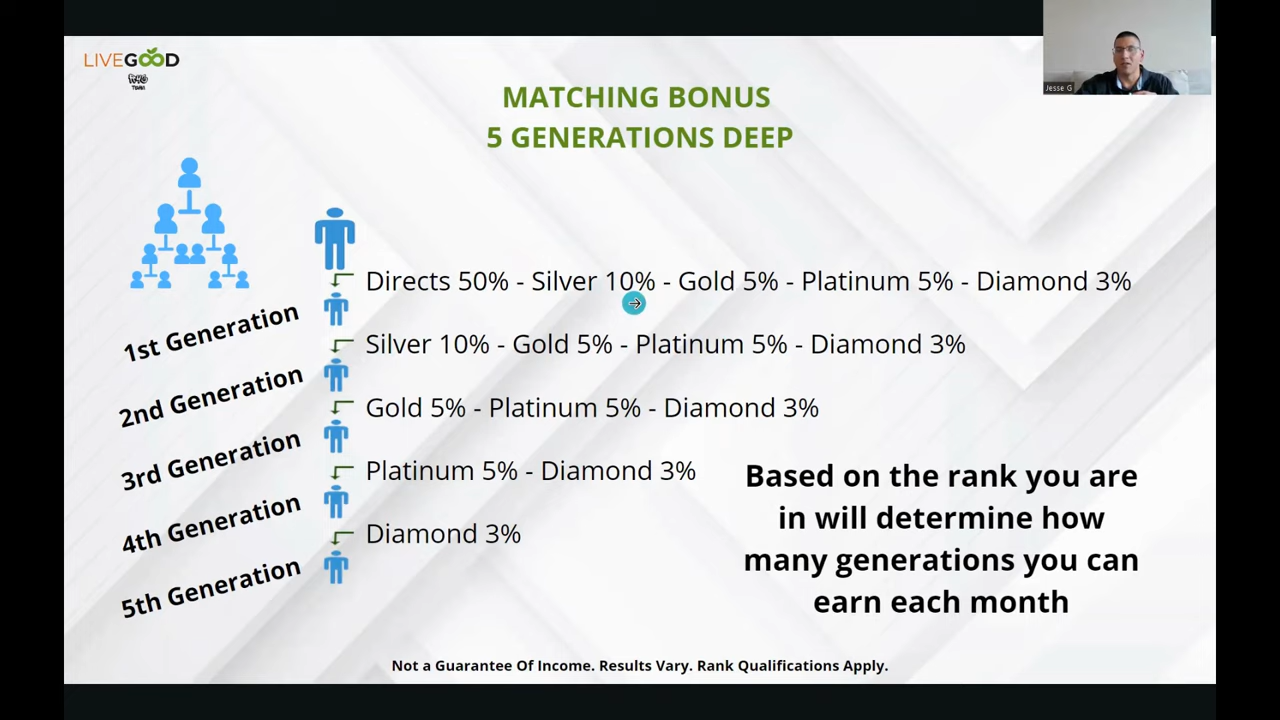 LIVEGOOD
TEAM
Jesse G
MATCHING BONUS
5 GENERATIONS DEEP
Directs 50% - Silver 10% - Gold 5% - Platinum 5% - Diamond 3%
1st Generation
Silver 10% - Gold 5% - Platinum 5% - Diamond 3%
2nd Generation
Gold 5% - Platinum 5% - Diamond 3%
3rd Generation
Platinum 5% - Diamond 3%
4th Generation
Diamond 3%
5th Generation
Based on the rank you are
in will determine how
many generations you can
earn each month
Not a Guarantee Of Income. Results Vary. Rank Qualifications Apply.